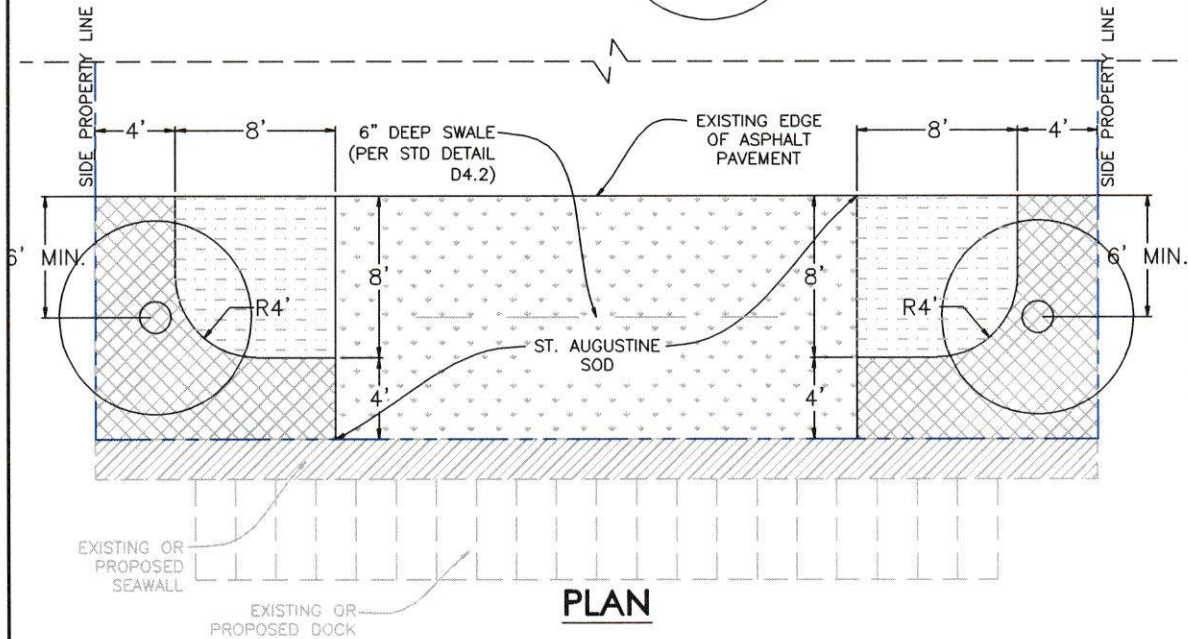 SIDE PROPERTY LINE
SIDE PROPERTY LINE
4'
8'
6" DEEP SWALE
(PER STD DETAIL
D4.2)
EXISTING EDGE
OF ASPHALT
PAVEMENT
8'
4'
6' MIN.
8'
8'
6' MIN.
R4'
R4'
ST. AUGUSTINE
SOD
4'
4'
EXISTING OR
PROPOSED
SEAWALL
EXISTING OR
PROPOSED DOCK
PLAN